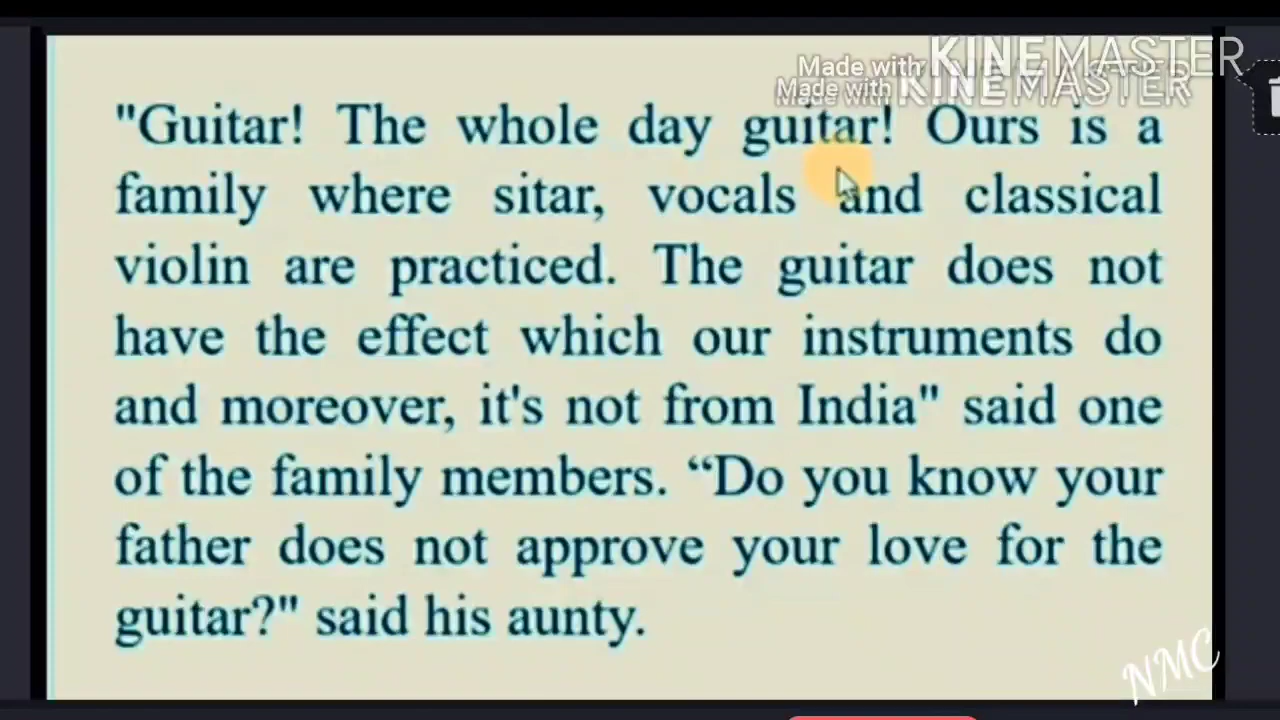 Made with KINEMASTER
Made with KINEMASTER
"Guitar! The whole day guitar! Ours is a
family where sitar, vocals and classical
violin are practiced. The guitar does not
have the effect which our instruments do
and moreover, it's not from India" said one
of the family members. “Do you know your
father does not approve your love for the
guitar?" said his aunty.
NMC